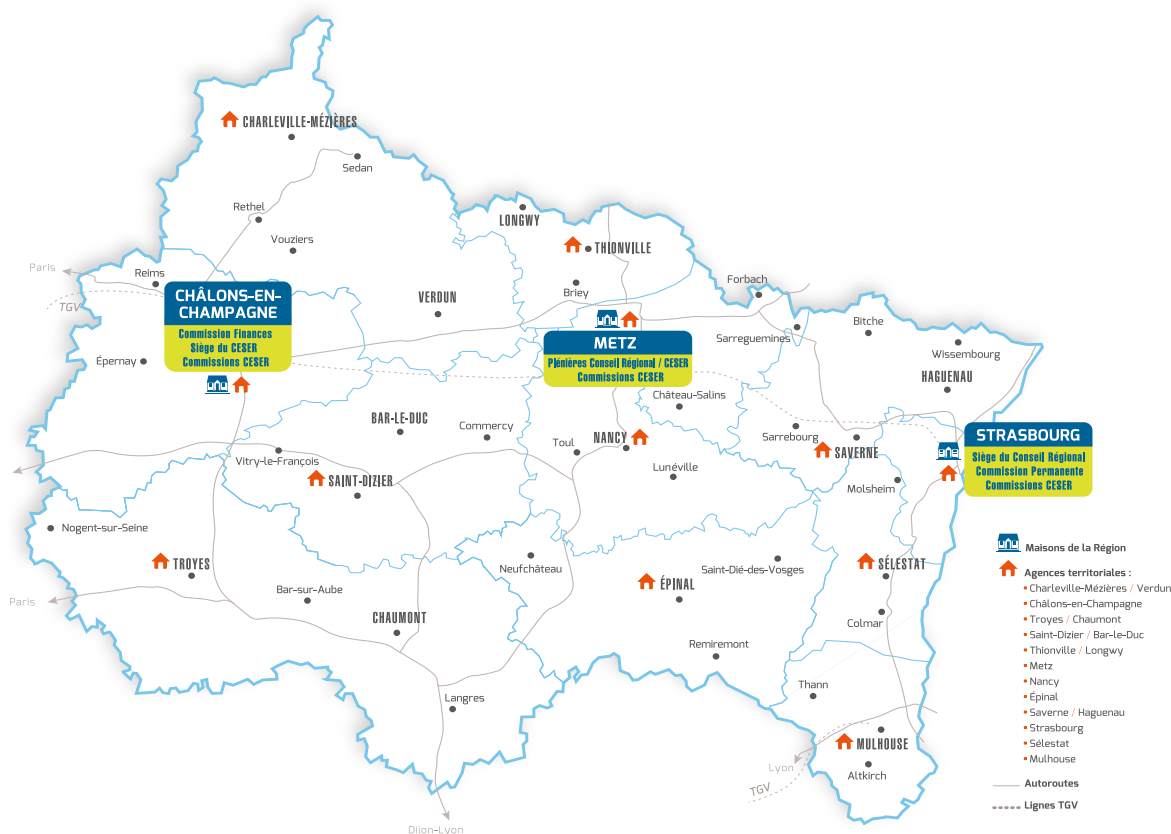 CHARLEVILLE-MÉZIÈRES
Sedan
Rethel
Vouziers
LONGWY
THIONVILLE
Briey
Forbach
Paris
Reims
TGV
CHÂLONS-EN-
CHAMPAGNE
Commission Finances
Siège du CESER
Commissions CESER
VERDUN
METZ
Plénières Conseil Régional / CESER
Commissions CESER
Sarreguemines
Bitche
Wissembourg
HAGUENAU
Épernay
Château-Salins
BAR-LE-DUC
Commercy
Toul
NANCY
Lunéville
Sarrebourg
SAVERNE
STRASBOURG
Siège du Conseil Régional
Commission Permanente
Commissions CESER
Molsheim
Vitry-le-François
SAINT-DIZIER
Nogent-sur-Seine
TROYES
Bar-sur-Aube
Paris
CHAUMONT
Neufchâteau
ÉPINAL
Saint-Dié-des-Vosges
SÉLESTAT
Colmar
Remiremont
Langres
Thann
MULHOUSE
Altkirch
Lyon
TGV
Dijon-Lyon
Maisons de la Région
Agences territoriales :
▪ Charleville-Mézières / Verdun
▪ Châlons-en-Champagne
▪ Troyes / Chaumont
▪ Saint-Dizier / Bar-le-Duc
▪ Thionville / Longwy
▪ Metz
▪ Nancy
▪ Épinal
▪ Saverne / Haguenau
▪ Strasbourg
▪ Sélestat
▪ Mulhouse
Autoroutes
Lignes TGV